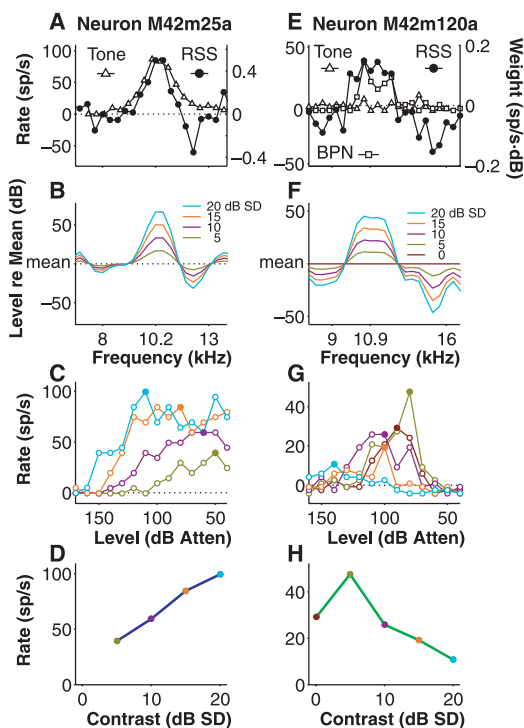 A Neuron M42m25a
Tone RSS
Rate (sp/s)
100
50
0
−50
0.4
0
−0.4
E Neuron M42m120a
Tone RSS
BPN
50
0
−50
Weight (sp/s·dB)
0.2
0
−0.2
B
Level re Mean (dB)
50
mean
−50
20 dB SD
15
10
5
8 10.2 13
Frequency (kHz)
F
50
mean
−50
20 dB SD
15
10
5
0
9 10.9 16
Frequency (kHz)
C
Rate (sp/s)
100
50
0
150 100 50
Level (dB Atten)
G
40
20
0
150 100 50
Level (dB Atten)
D
Rate (sp/s)
100
50
0
0 10 20
Contrast (dB SD)
H
40
20
0
0 10 20
Contrast (dB SD)